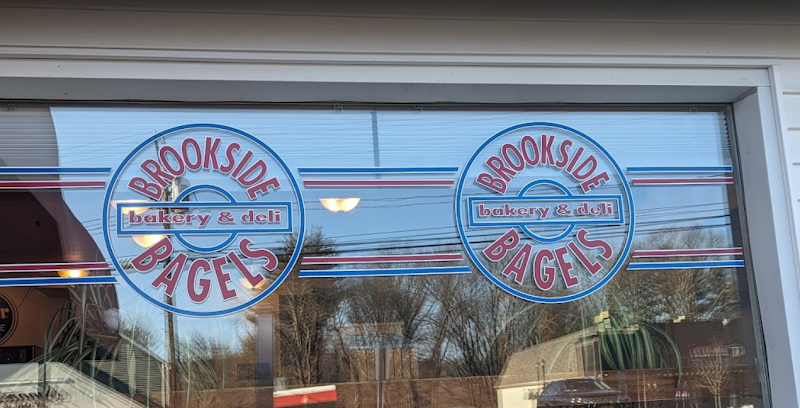 BROOKSIDE
bakery & deli
BAGELS
BROOKSIDE
bakery & deli
BAGELS